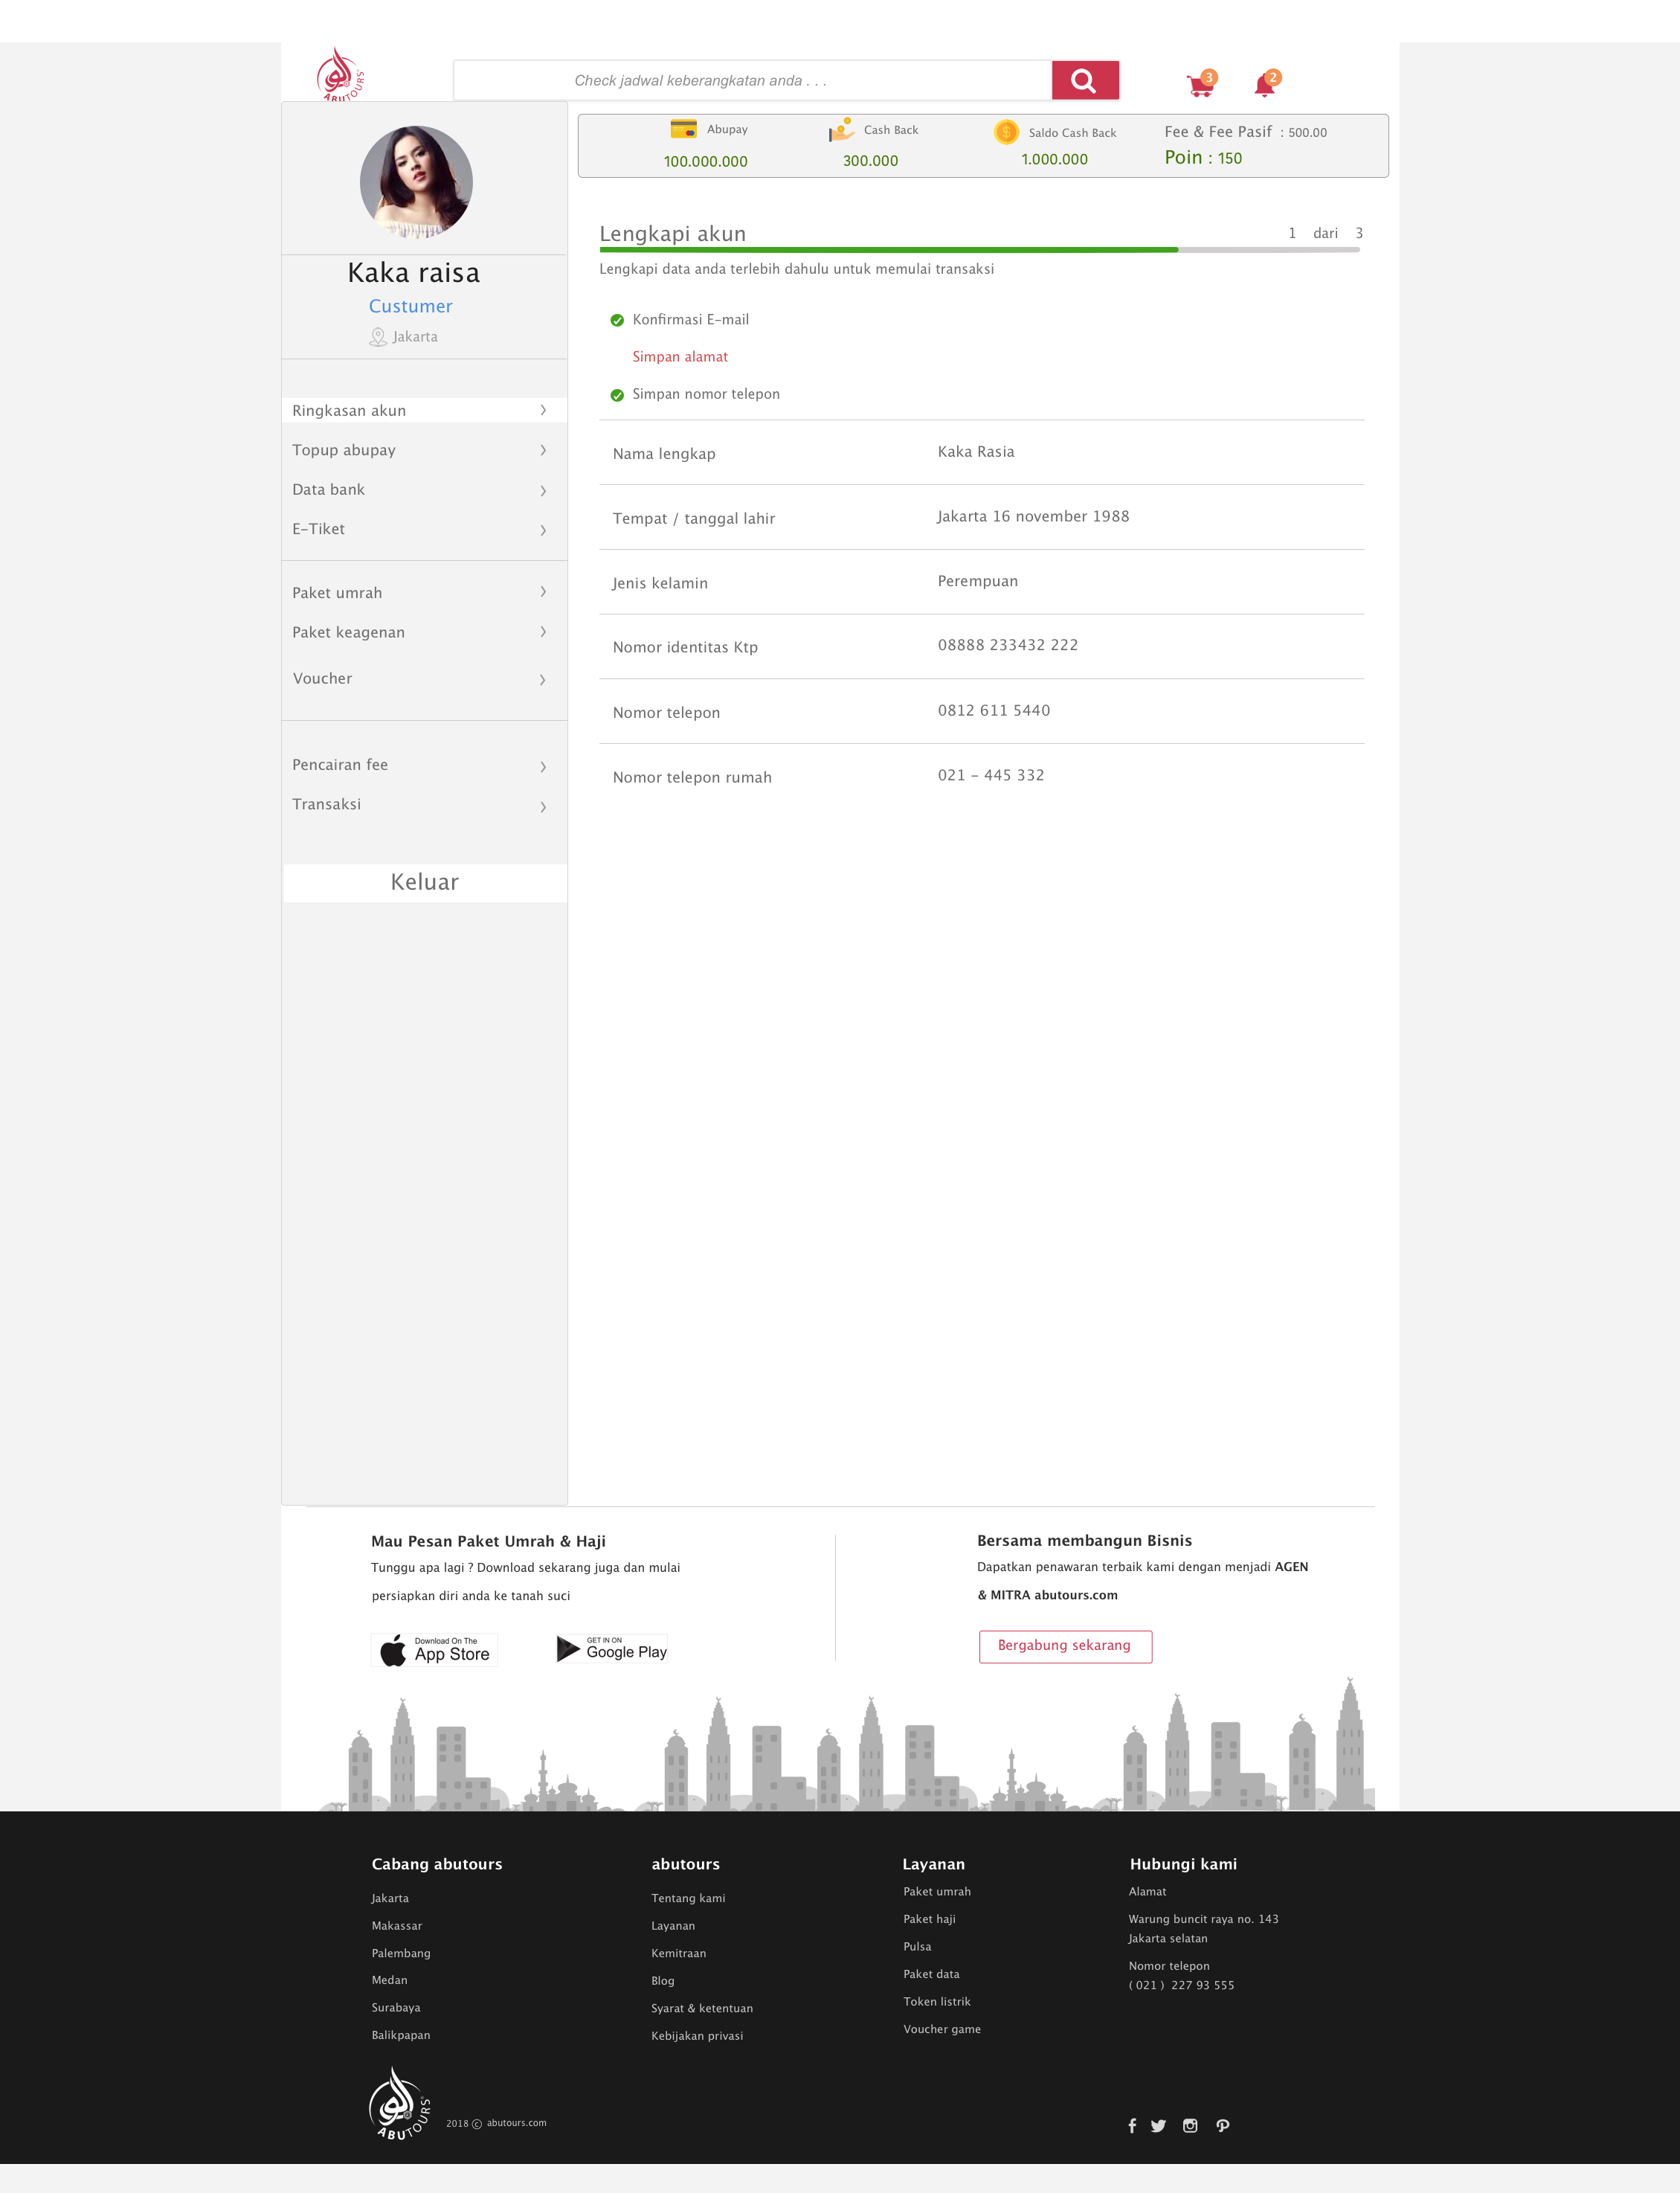 ABUTOURS
Check jadwal keberangkatan anda . . .
3
2
Abupay
100.000.000
Cash Back
300.000
Saldo Cash Back
1.000.000
Fee & Fee Pasif : 500.00
Poin : 150
Kaka raisa
Custumer
Jakarta
Ringkasan akun
Topup abupay
Data bank
E-Tiket
Paket umrah
Paket keagenan
Voucher
Pencairan fee
Transaksi
Keluar
Lengkapi akun
1 dari 3
Lengkapi data anda terlebih dahulu untuk memulai transaksi
Konfirmasi E-mail
Simpan alamat
Simpan nomor telepon
Nama lengkap
Kaka Rasia
Tempat / tanggal lahir
Jakarta 16 november 1988
Jenis kelamin
Perempuan
Nomor identitas Ktp
08888 233432 222
Nomor telepon
0812 611 5440
Nomor telepon rumah
021 - 445 332
Mau Pesan Paket Umrah & Haji
Tunggu apa lagi ? Download sekarang juga dan mulai
persiapkan diri anda ke tanah suci
Download On The
App Store
GET IN ON
Google Play
Bersama membangun Bisnis
Dapatkan penawaran terbaik kami dengan menjadi AGEN
& MITRA abutours.com
Bergabung sekarang
Cabang abutours
Jakarta
Makassar
Palembang
Medan
Surabaya
Balikpapan
abutours
Tentang kami
Layanan
Kemitraan
Blog
Syarat & ketentuan
Kebijakan privasi
Layanan
Paket umrah
Paket haji
Pulsa
Paket data
Token listrik
Voucher game
Hubungi kami
Alamat
Warung buncit raya no. 143
Jakarta selatan
Nomor telepon
( 021 ) 227 93 555
ABUTOURS
2018 © abutours.com